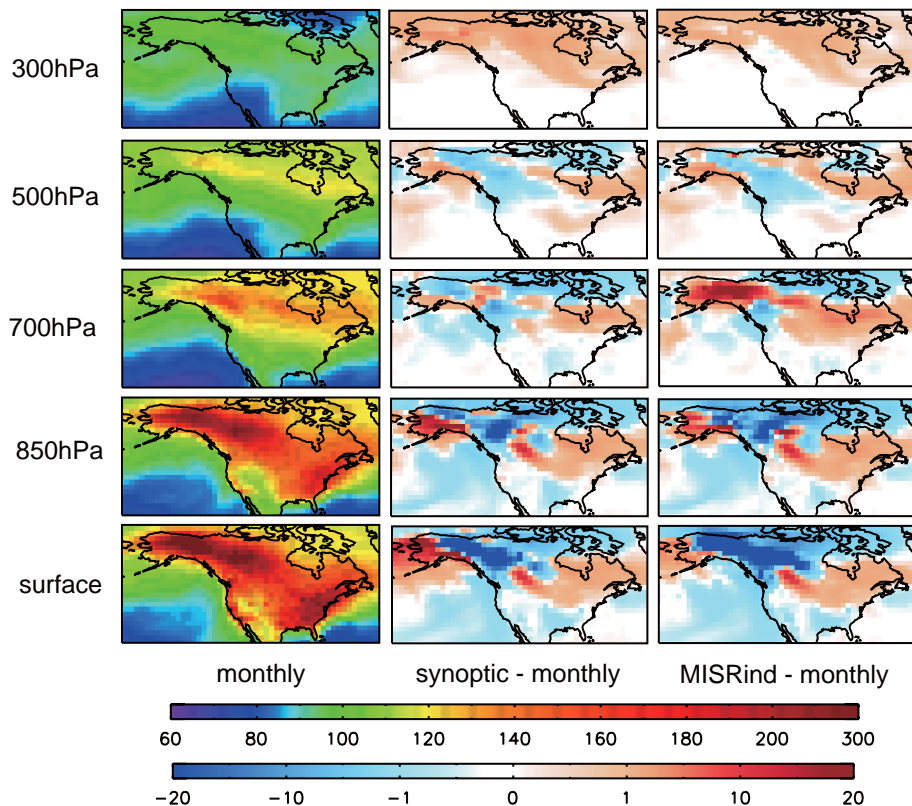 300hPa
500hPa
700hPa
850hPa
surface
monthly synoptic - monthly MISRind - monthly
60 80 100 120 140 160 180 200 300
-20 -10 -1 0 1 10 20